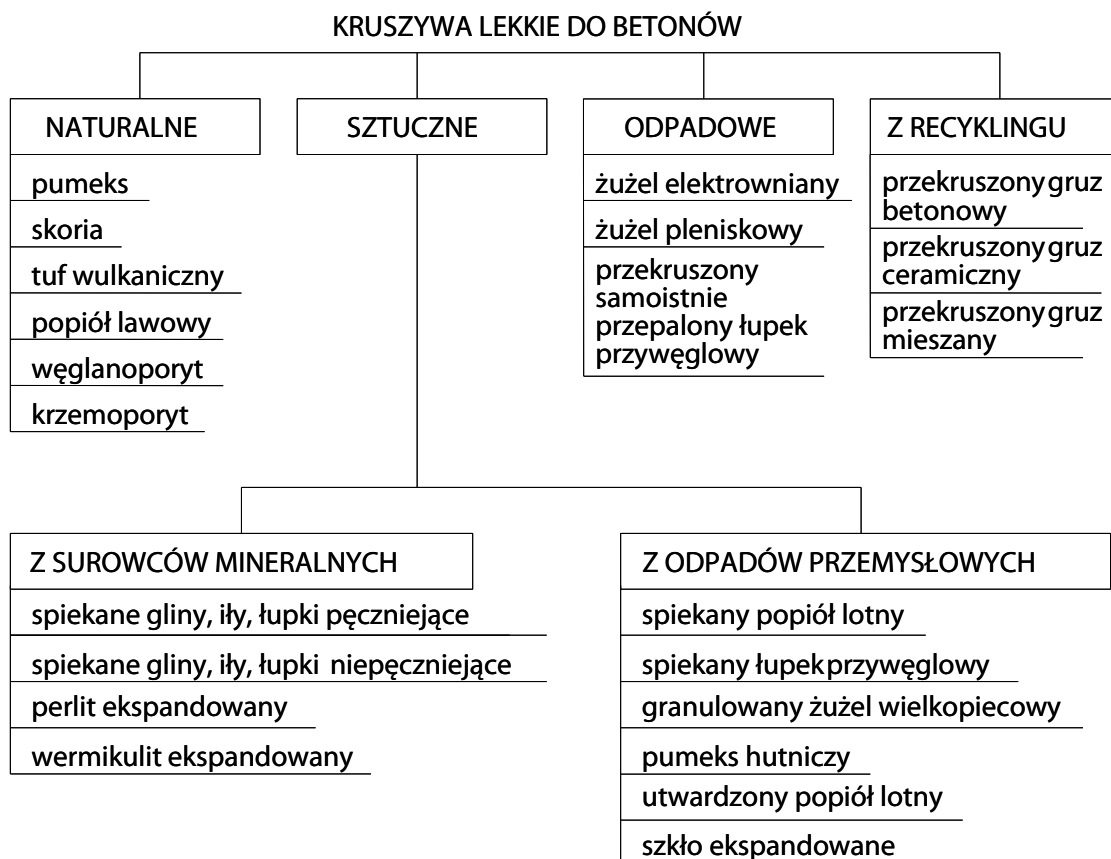 KRUSZYWA LEKKIE DO BETONÓW
NATURALNE
pumeks
skoria
tuf wulkaniczny
popiół lawowy
węglanoporyt
krzemoporyt
SZTUCZNE
ODPADOWE
żużel elektrowniany
żużel pleniskowy
przekruszony
samoistnie
przepalony łupek
przywęglowy
Z RECYKLINGU
przekruszony gruz
betonowy
przekruszony gruz
ceramiczny
przekruszony gruz
mieszany
Z SUROWCÓW MINERALNYCH
spiekane gliny, iły, łupki pęczniejące
spiekane gliny, iły, łupki niepęczniejące
perlit ekspandowany
wermikulit ekspandowany
Z ODPADÓW PRZEMYSŁOWYCH
spiekany popiół lotny
spiekany łupek przywęglowy
granulowany żużel wielkopiecowy
pumeks hutniczy
utwardzony popiół lotny
szkło ekspandowane